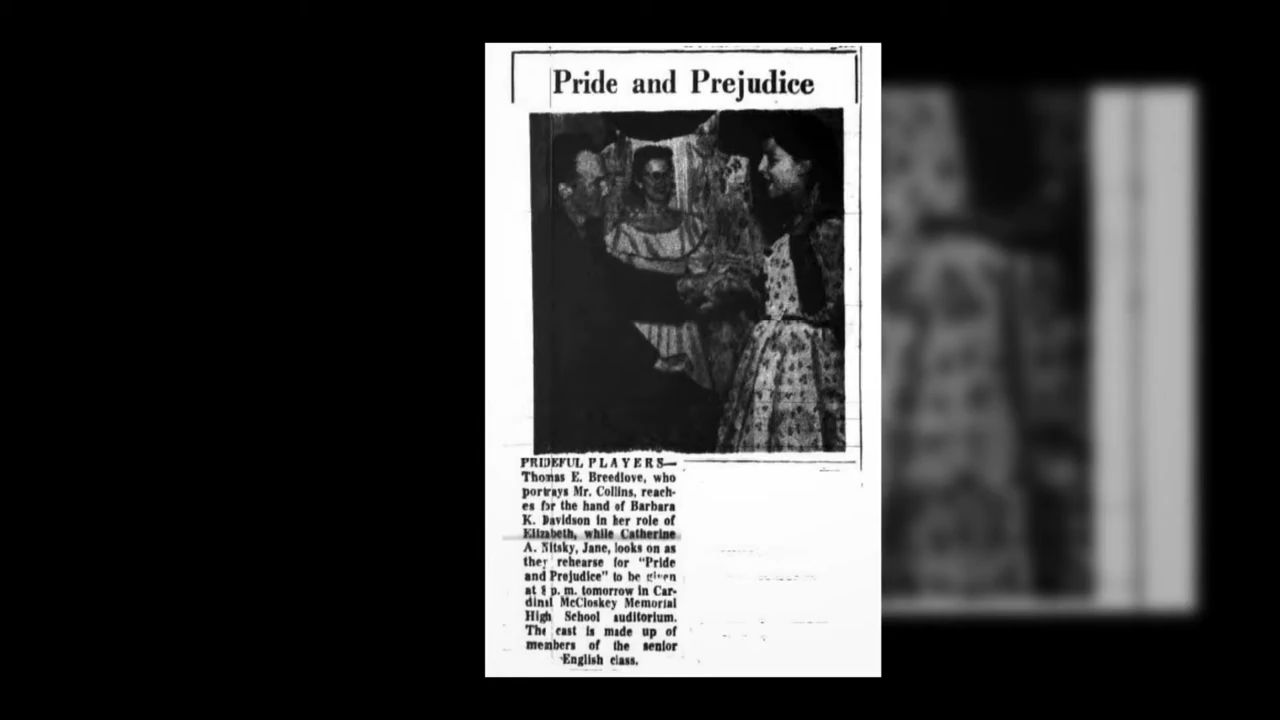 Pride and Prejudice
PRIDEFUL PLAYERS—
Thomas E. Breedlove, who
portrays Mr. Collins, reach-
es for the hand of Barbara
K. Davidson in her role of
Elizabeth, while Catherine
A. Nitsky, Jane, looks on as
they rehearse for "Pride
and Prejudice" to be given
at 8 p. m. tomorrow in Car-
dinal McCloskey Memorial
High School auditorium.
The cast is made up of
members of the senior
English class.